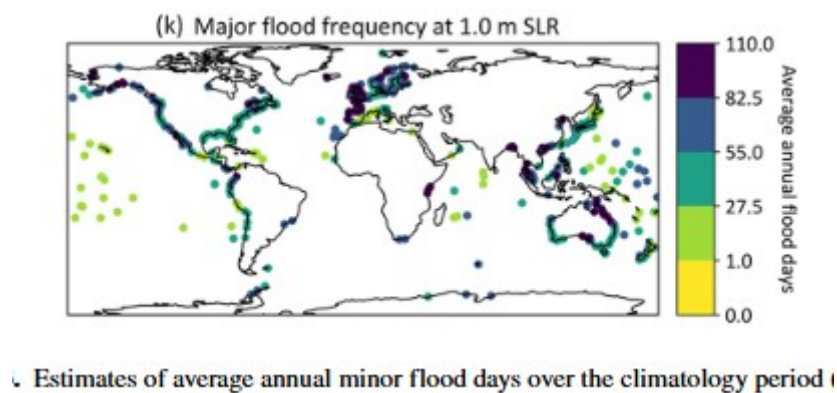 (k) Major flood frequency at 1.0 m SLR
110.0
82.5
55.0
27.5
1.0
0.0
Average annual flood days
. Estimates of average annual minor flood days over the climatology period (